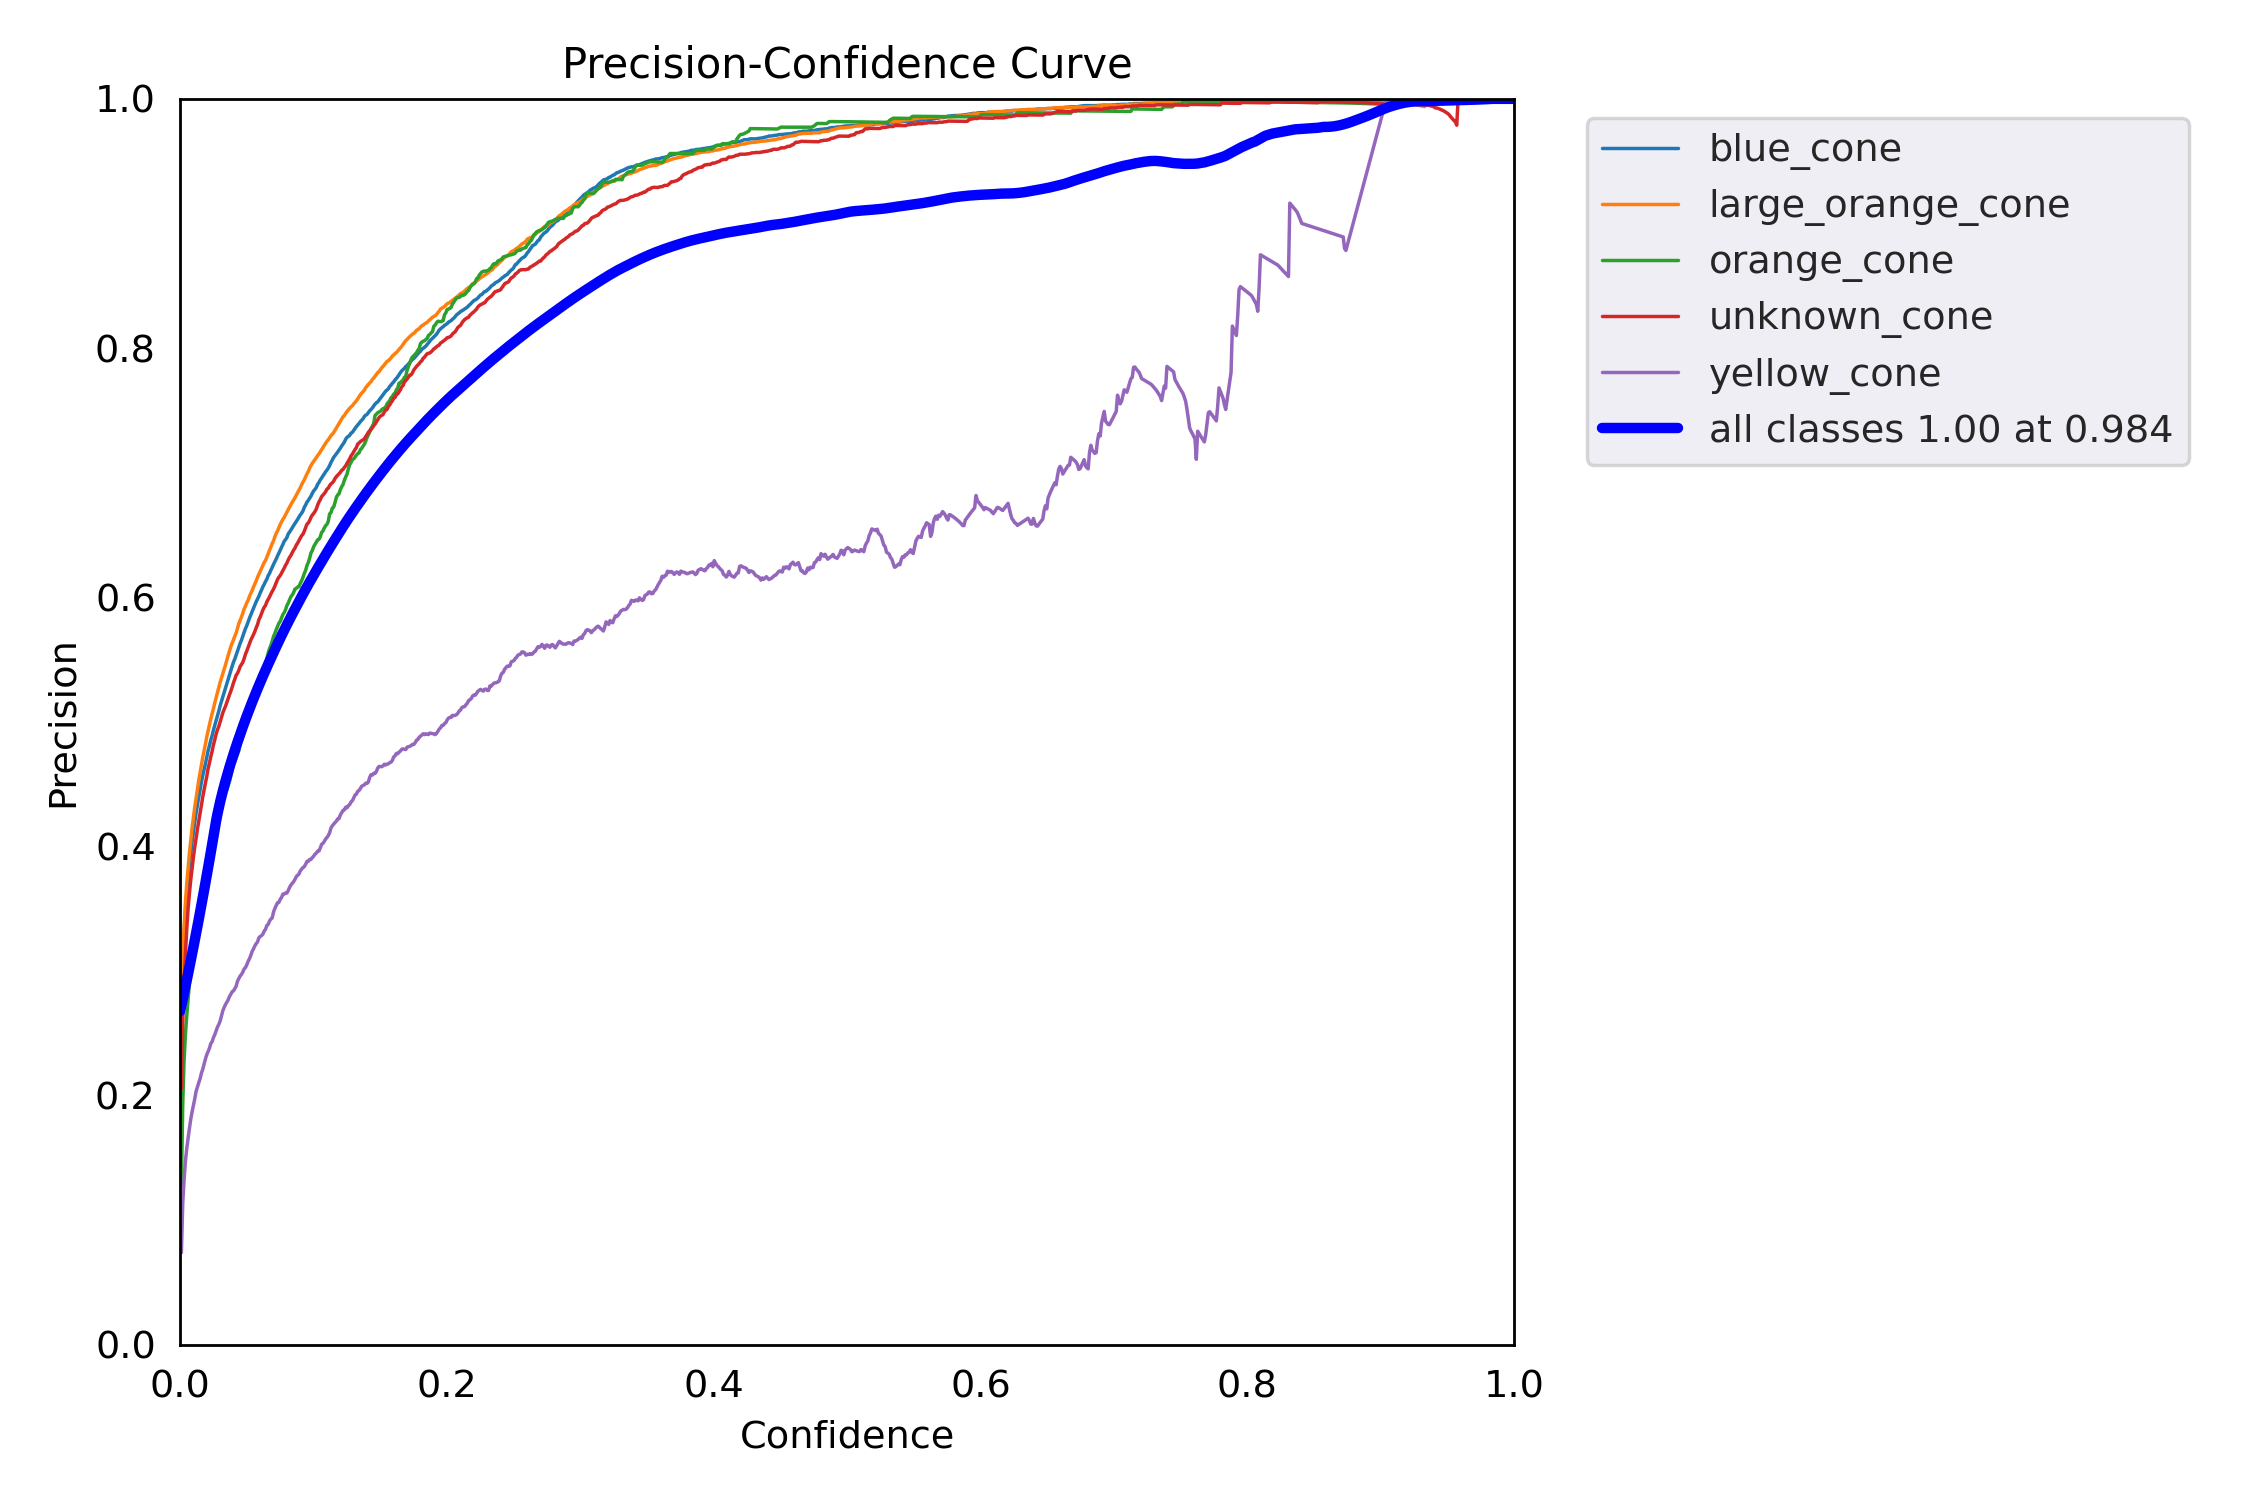 Precision-Confidence Curve
1.0
0.8
0.6
0.4
0.2
0.0
Precision
0.0 0.2 0.4 0.6 0.8 1.0
Confidence
blue_cone
large_orange_cone
orange_cone
unknown_cone
yellow_cone
all classes 1.00 at 0.984